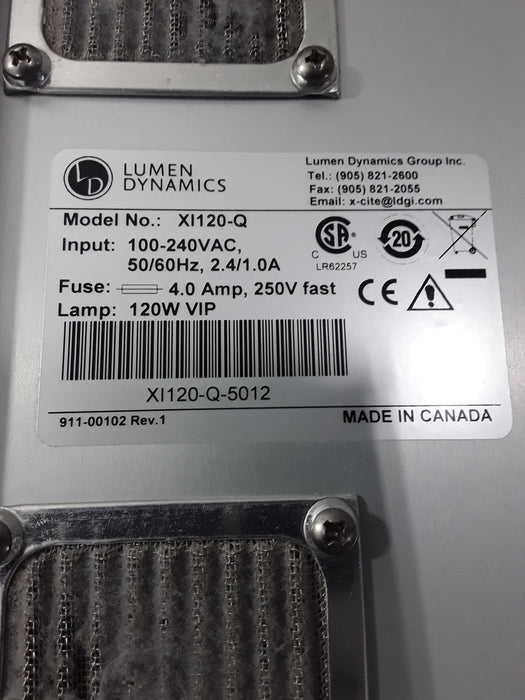 LD
LUMEN
DYNAMICS
Lumen Dynamics Group Inc.
Tel.: (905) 821-2600
Fax: (905) 821-2055
Email: x-cite@ldgi.com
Model No.: XI120-Q
Input: 100-240VAC,
50/60Hz, 2.4/1.0A
Fuse: 4.0 Amp, 250V fast
Lamp: 120W VIP
SA
C US
LR62257
20
CE
XI120-Q-5012
911-00102 Rev.1
MADE IN CANADA